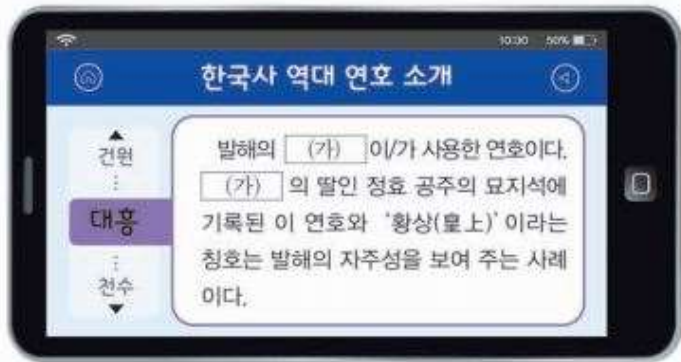 10:30 50%
한국사 역대 연호 소개
건원
대흥
천수
발해의 (가) 이/가 사용한 연호이다.
(가) 의 딸인 정효 공주의 묘지석에
기록된 이 연호와 ‘황상(皇上)’이라는
칭호는 발해의 자주성을 보여 주는 사례
이다.